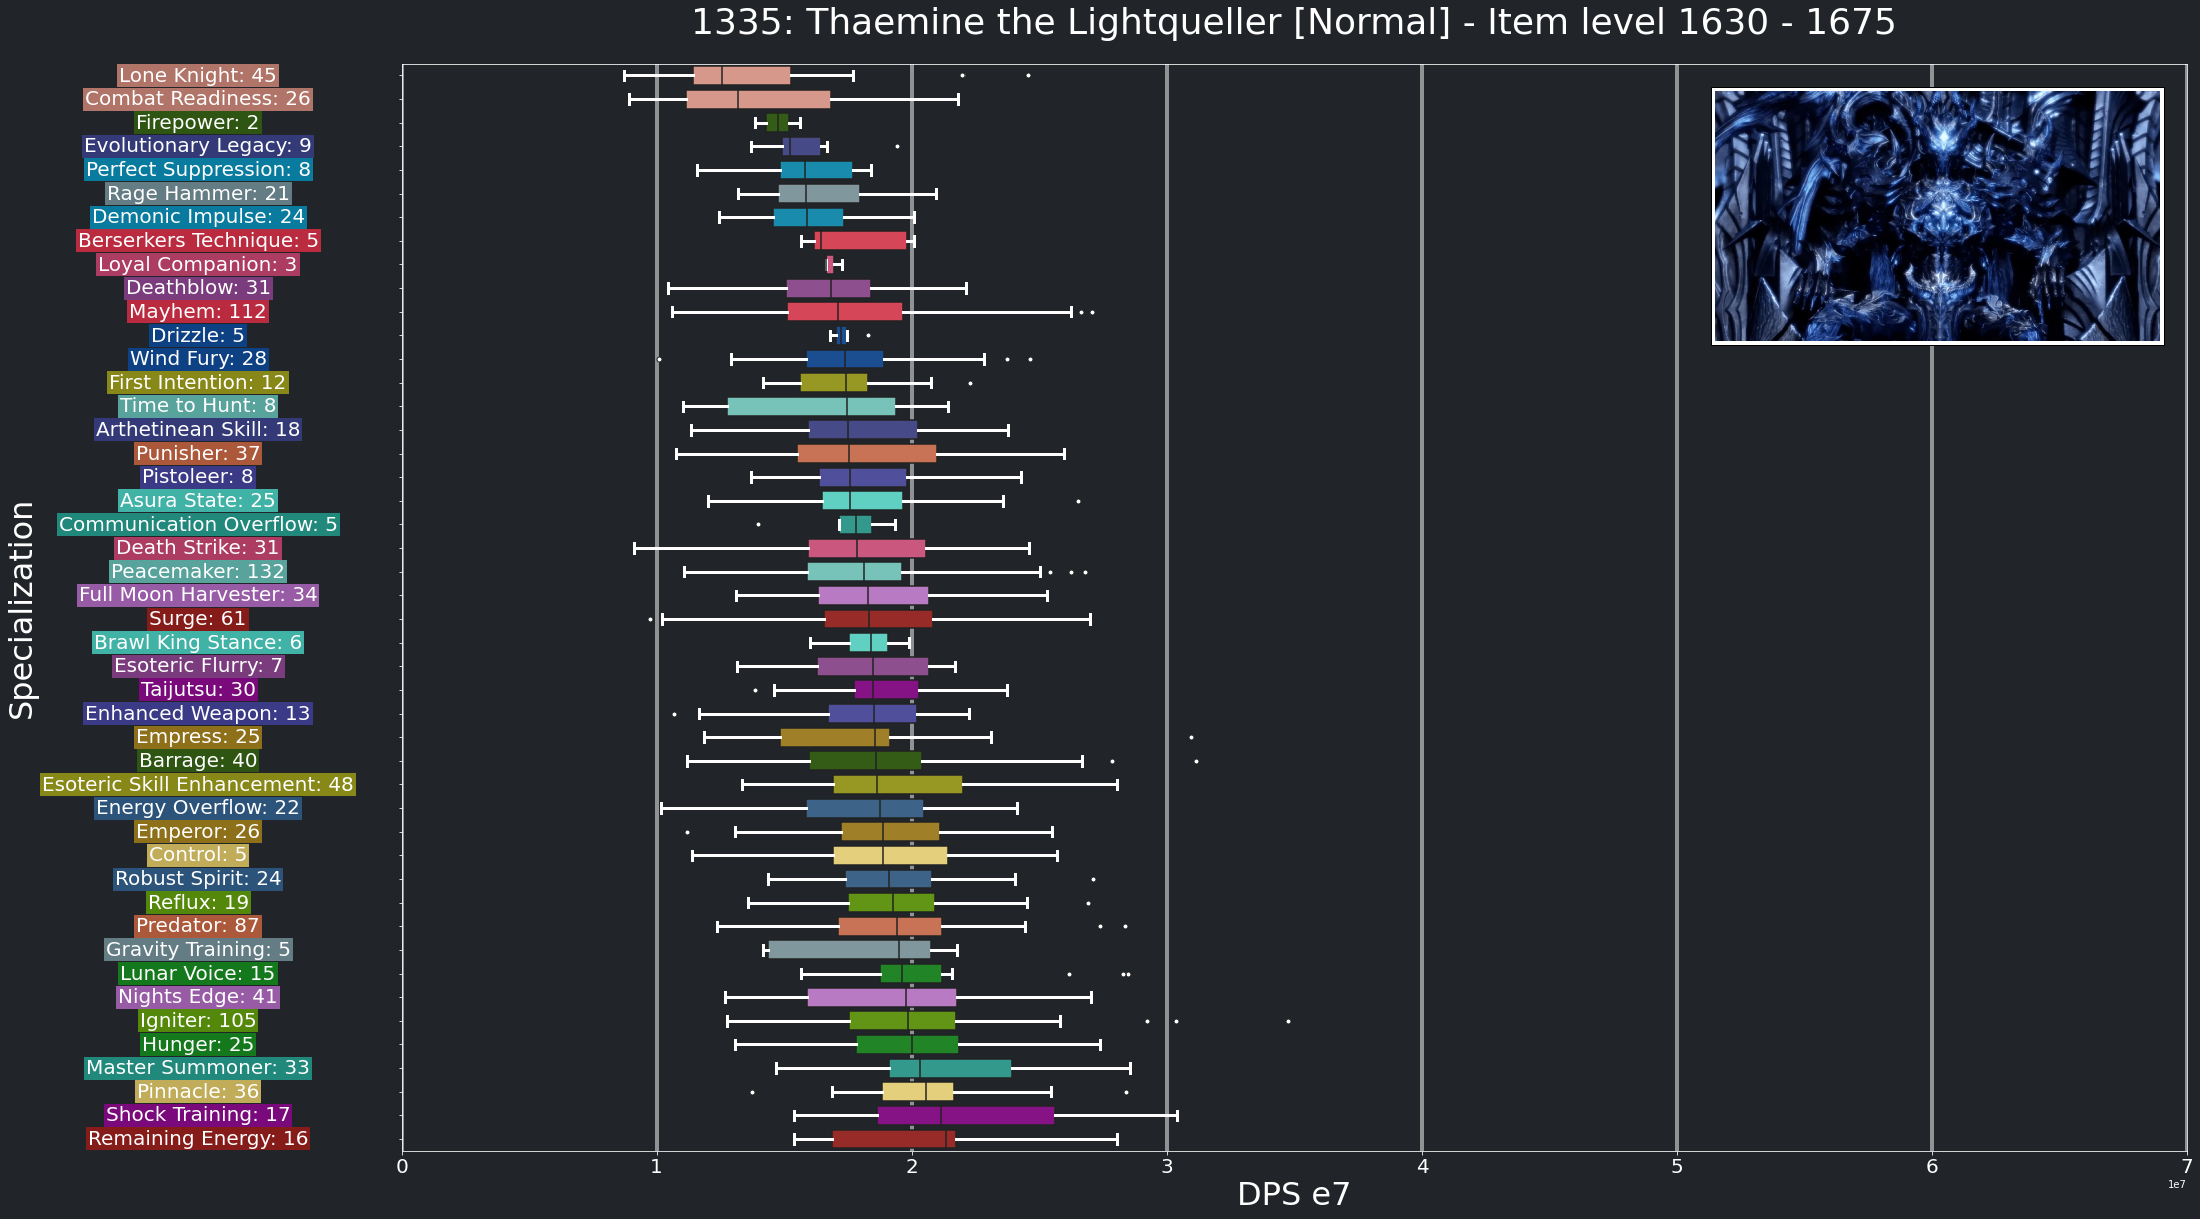 1335: Thaemine the Lightqueller [Normal] - Item level 1630 - 1675
Specialization
Lone Knight: 45
Combat Readiness: 26
Firepower: 2
Evolutionary Legacy: 9
Perfect Suppression: 8
Rage Hammer: 21
Demonic Impulse: 24
Berserkers Technique: 5
Loyal Companion: 3
Deathblow: 31
Mayhem: 112
Drizzle: 5
Wind Fury: 28
First Intention: 12
Time to Hunt: 8
Arthetinean Skill: 18
Punisher: 37
Pistoleer: 8
Asura State: 25
Communication Overflow: 5
Death Strike: 31
Peacemaker: 132
Full Moon Harvester: 34
Surge: 61
Brawl King Stance: 6
Esoteric Flurry: 7
Taijutsu: 30
Enhanced Weapon: 13
Empress: 25
Barrage: 40
Esoteric Skill Enhancement: 48
Energy Overflow: 22
Emperor: 26
Control: 5
Robust Spirit: 24
Reflux: 19
Predator: 87
Gravity Training: 5
Lunar Voice: 15
Nights Edge: 41
Igniter: 105
Hunger: 25
Master Summoner: 33
Pinnacle: 36
Shock Training: 17
Remaining Energy: 16
0 1 2 3 4 5 6 7
1e7
DPS e7